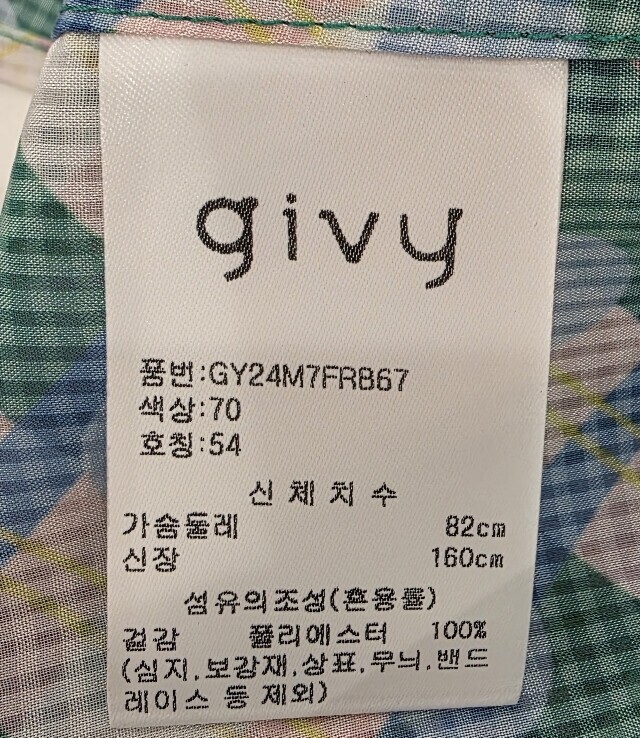 givy
품번:GY24M7FRB67
색상:70
호칭:54
신 체 치 수
가슴둘레 82cm
신장 160cm
섬유의조성(혼용률)
겉감 폴리에스터 100%
(심지,보강재,상표,무늬,밴드
레이스 등 제외)